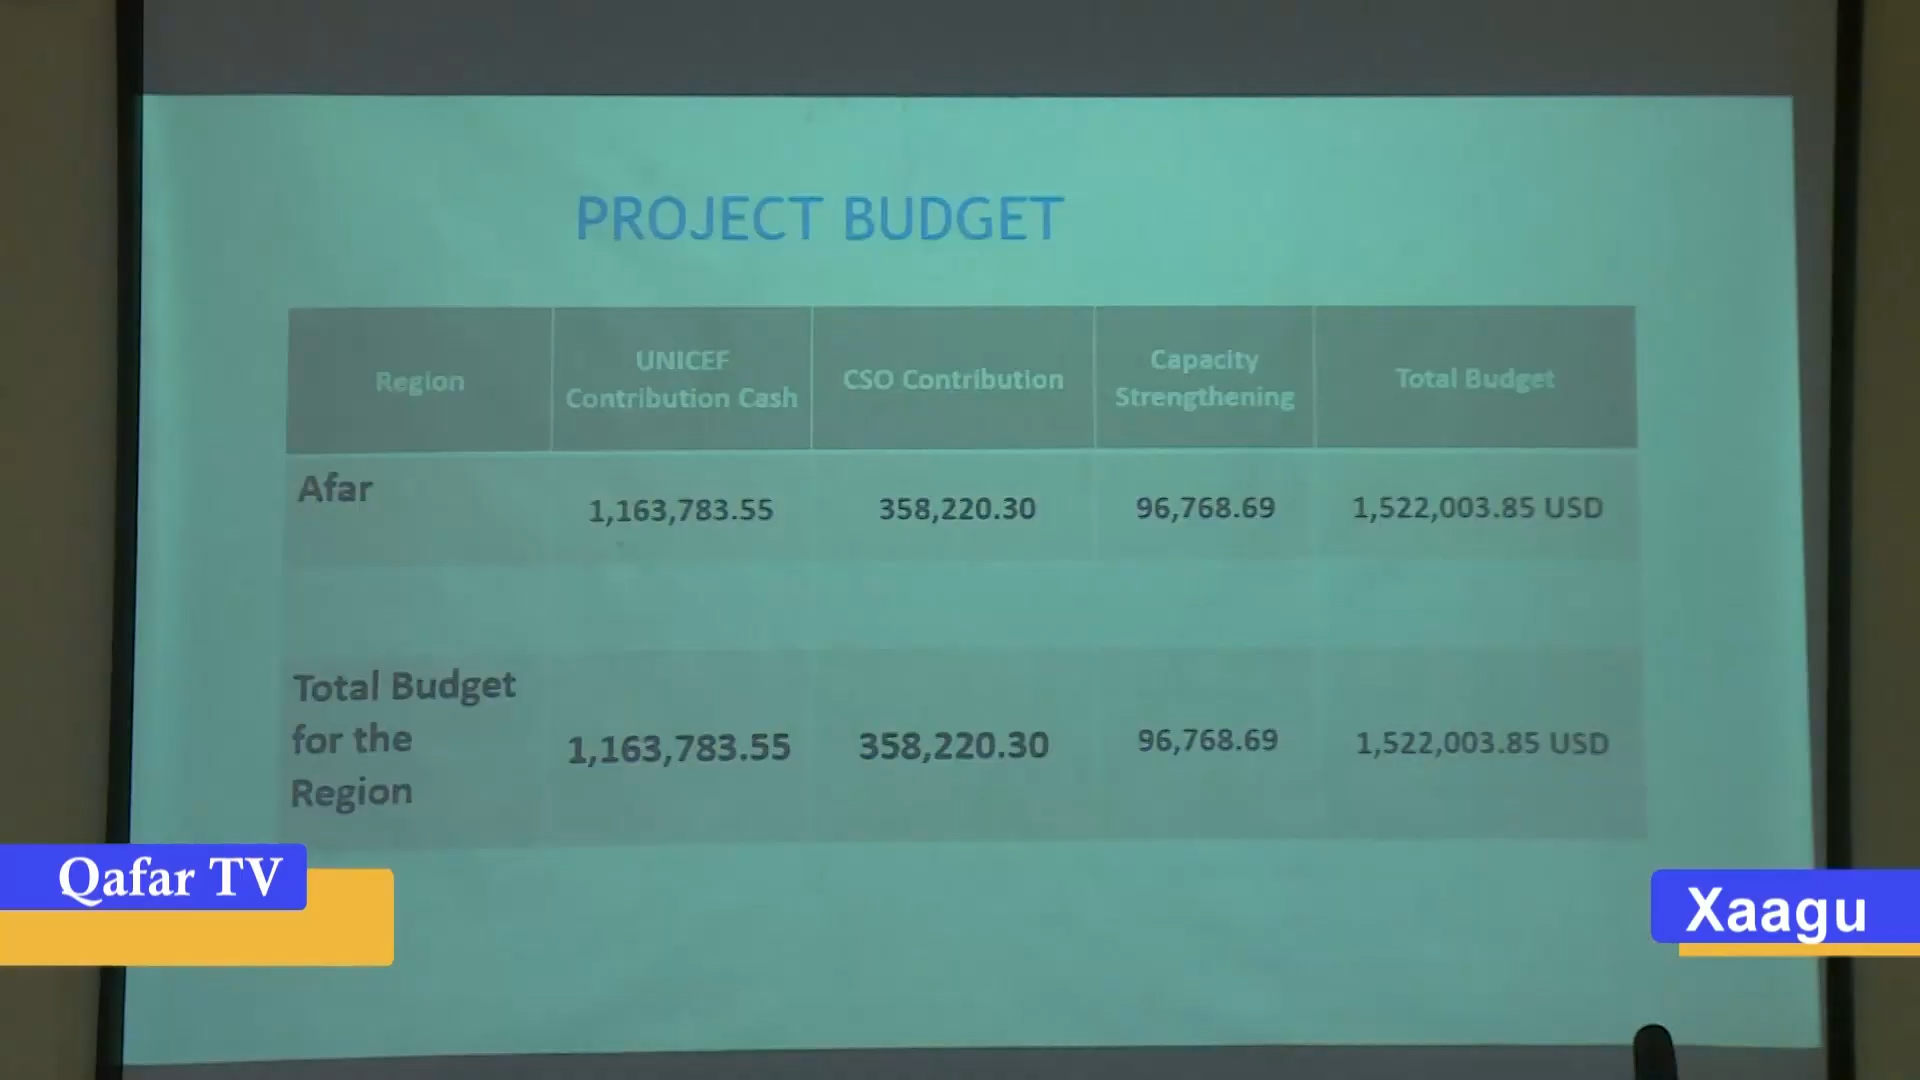 PROJECT BUDGET
Region
UNICEF
Contribution Cash
CSO Contribution
Capacity
Strengthening
Total Budget
Afar
1,163,783.55
358,220.30
96,768.69
1,522,003.85 USD
Total Budget
for the
Region
1,163,783.55
358,220.30
96,768.69
1,522,003.85 USD
Qafar TV
Xaagu